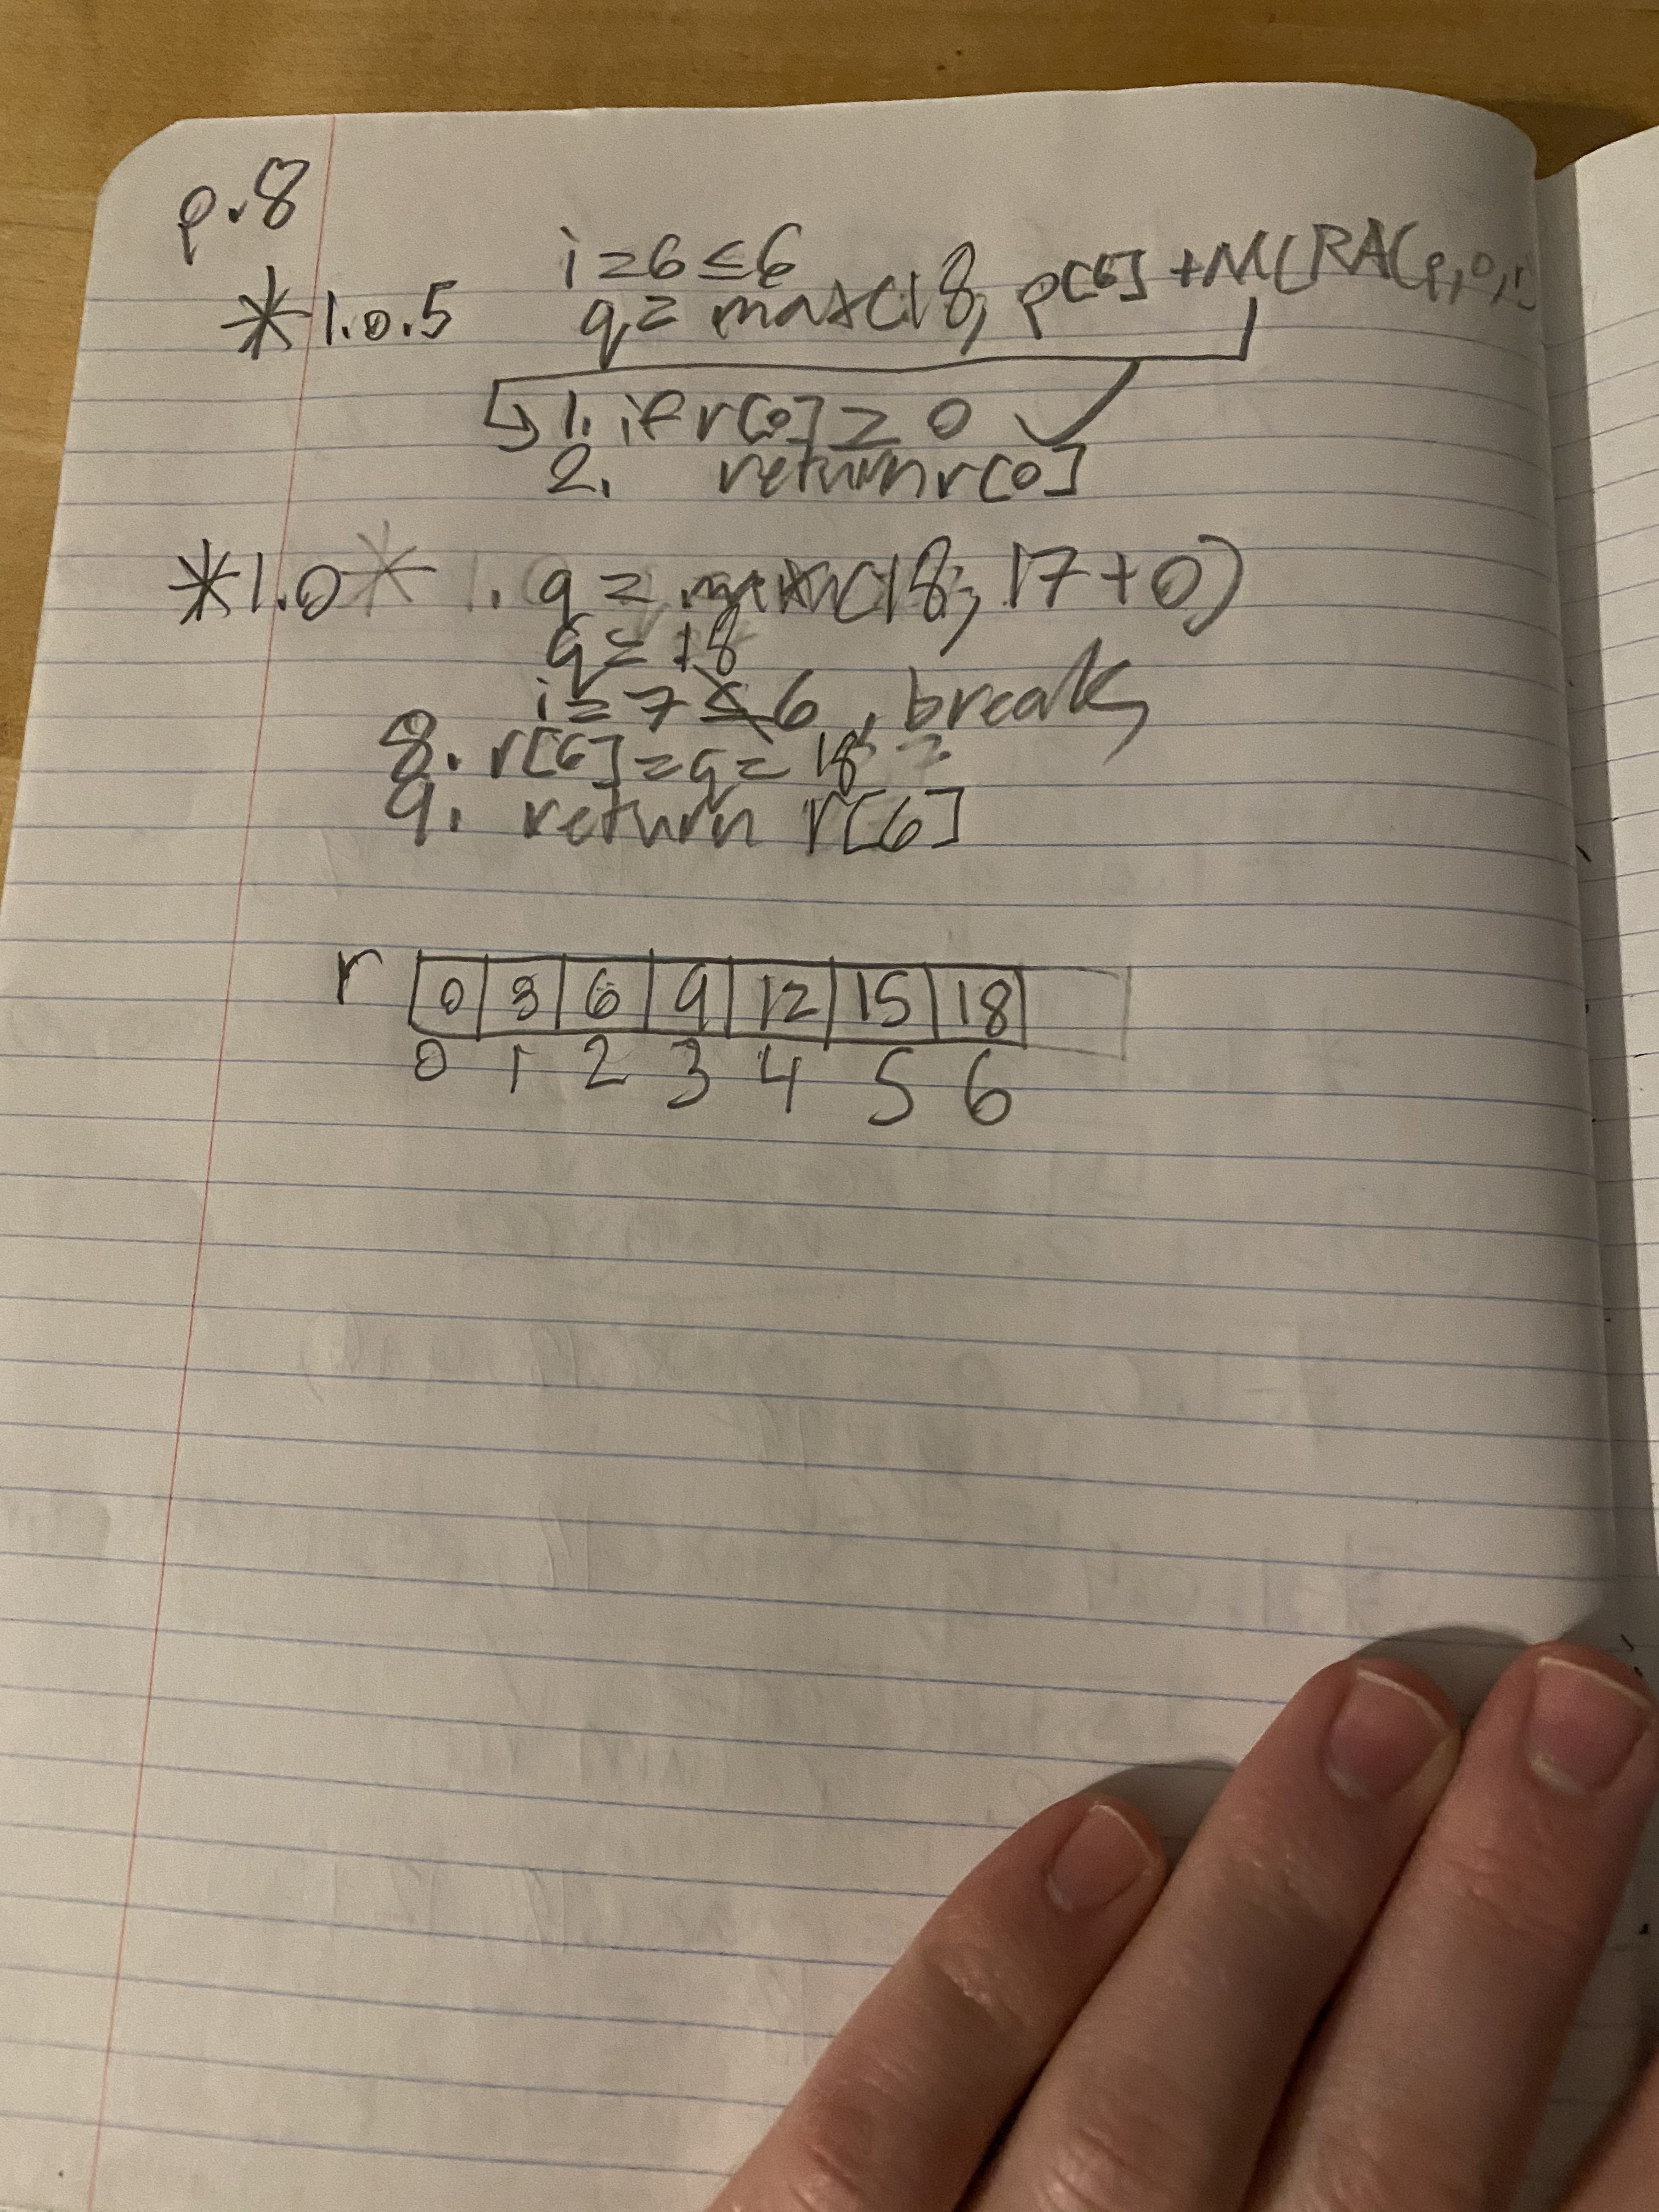 p.8
i=6≤6
*1.0.5 q= max(18, p[6] +MCRA(p,0,r)
↳ 1. if r[0] ≥ 0 ✓
2. return r[0]
*1.0 * 1. q = max(18, 17+0)
q = 18
i = 7 ≰ 6, breaks
8. r[6]=q= 18
9. return r[6]
r 0 3 6 9 12 15 18
0 1 2 3 4 5 6